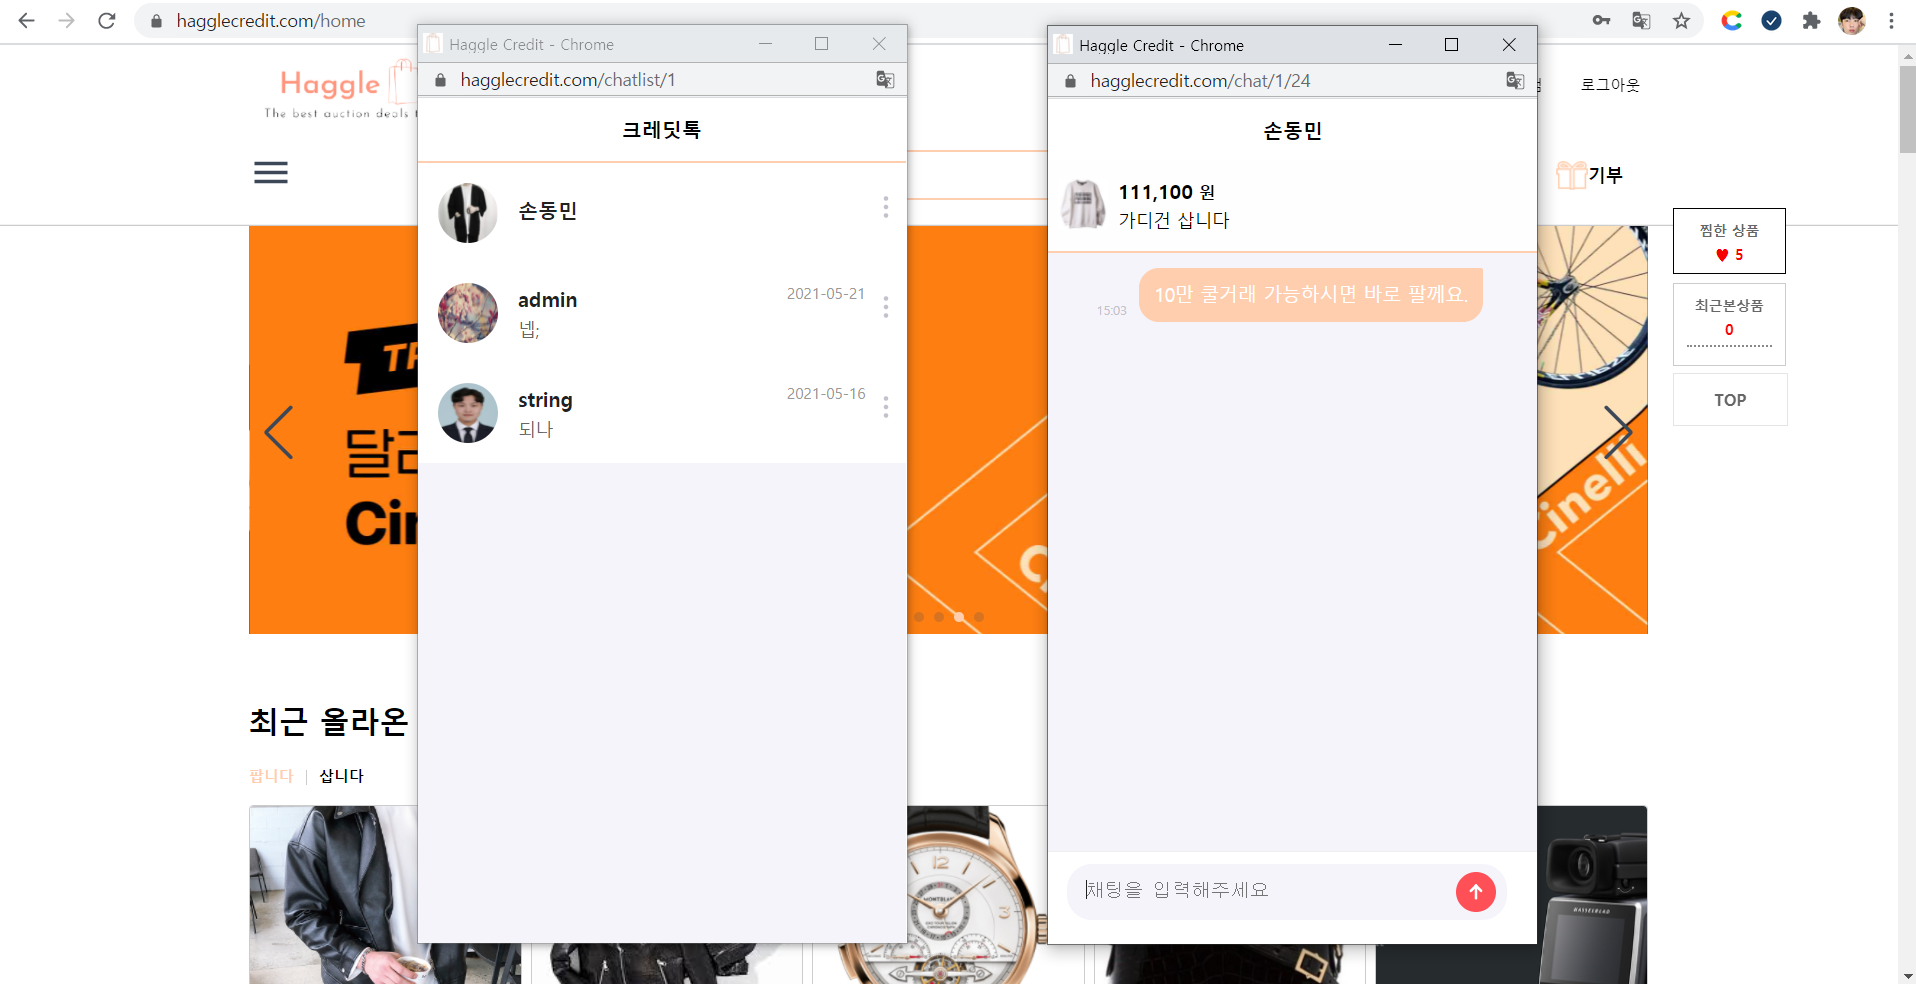 hagglecredit.com/home
Haggle
The best auction deals
로그아웃
기부
찜한 상품
♥ 5
최근본상품
0
TOP
Haggle Credit - Chrome
hagglecredit.com/chatlist/1
크레딧톡
손동민
admin
2021-05-21
넵;
string
2021-05-16
되나
Haggle Credit - Chrome
hagglecredit.com/chat/1/24
손동민
111,100 원
가디건 삽니다
10만 쿨거래 가능하시면 바로 팔께요.
15:03
채팅을 입력해주세요
Cinelli
최근 올라온
팝니다 | 삽니다
MONTBLANC
12
3
HASSELBLAD